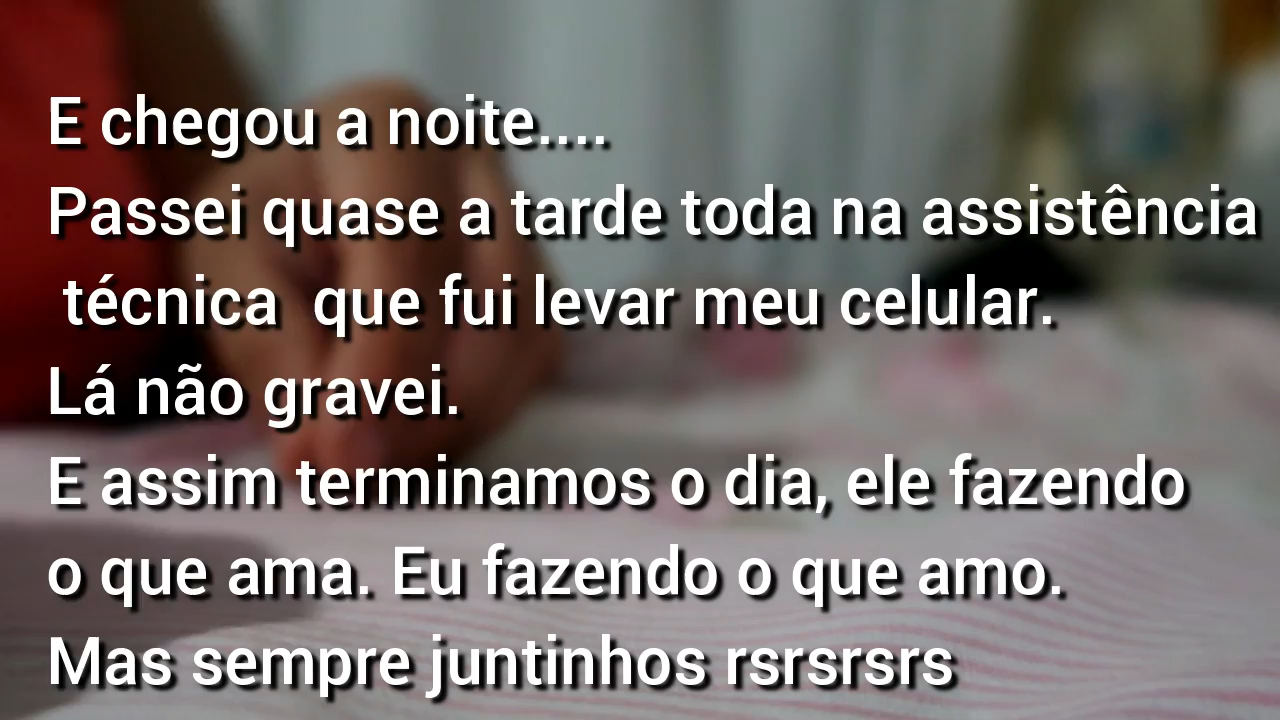 E chegou a noite....
Passei quase a tarde toda na assistência
técnica  que fui levar meu celular.
Lá não gravei.
E assim terminamos o dia, ele fazendo
o que ama. Eu fazendo o que amo.
Mas sempre juntinhos rsrsrsrs